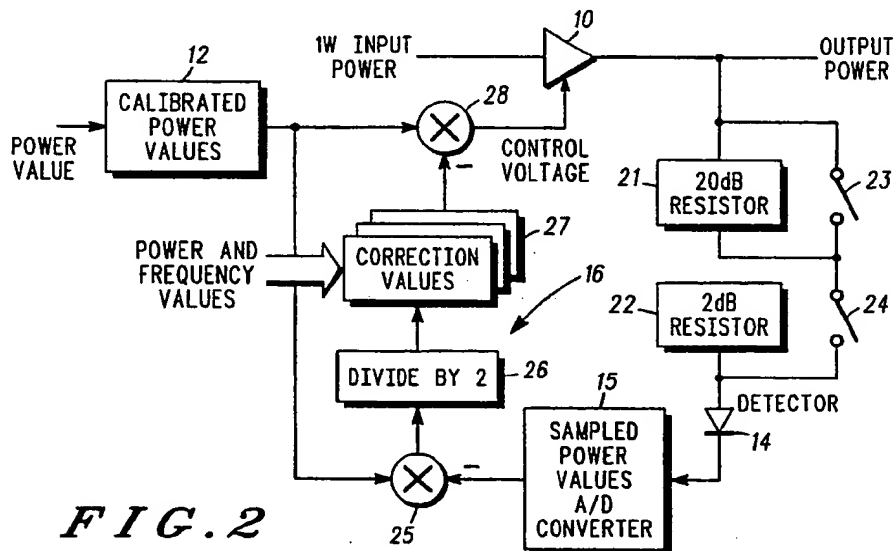 10
1W INPUT
POWER
OUTPUT
POWER
12
CALIBRATED
POWER
VALUES
POWER
VALUE
28
CONTROL
VOLTAGE
21
20dB
RESISTOR
23
27
POWER AND
FREQUENCY
VALUES
CORRECTION
VALUES
16
22
2dB
RESISTOR
24
DIVIDE BY 2
26
15
DETECTOR
14
SAMPLED
POWER
VALUES
A/D
CONVERTER
25
FIG.2